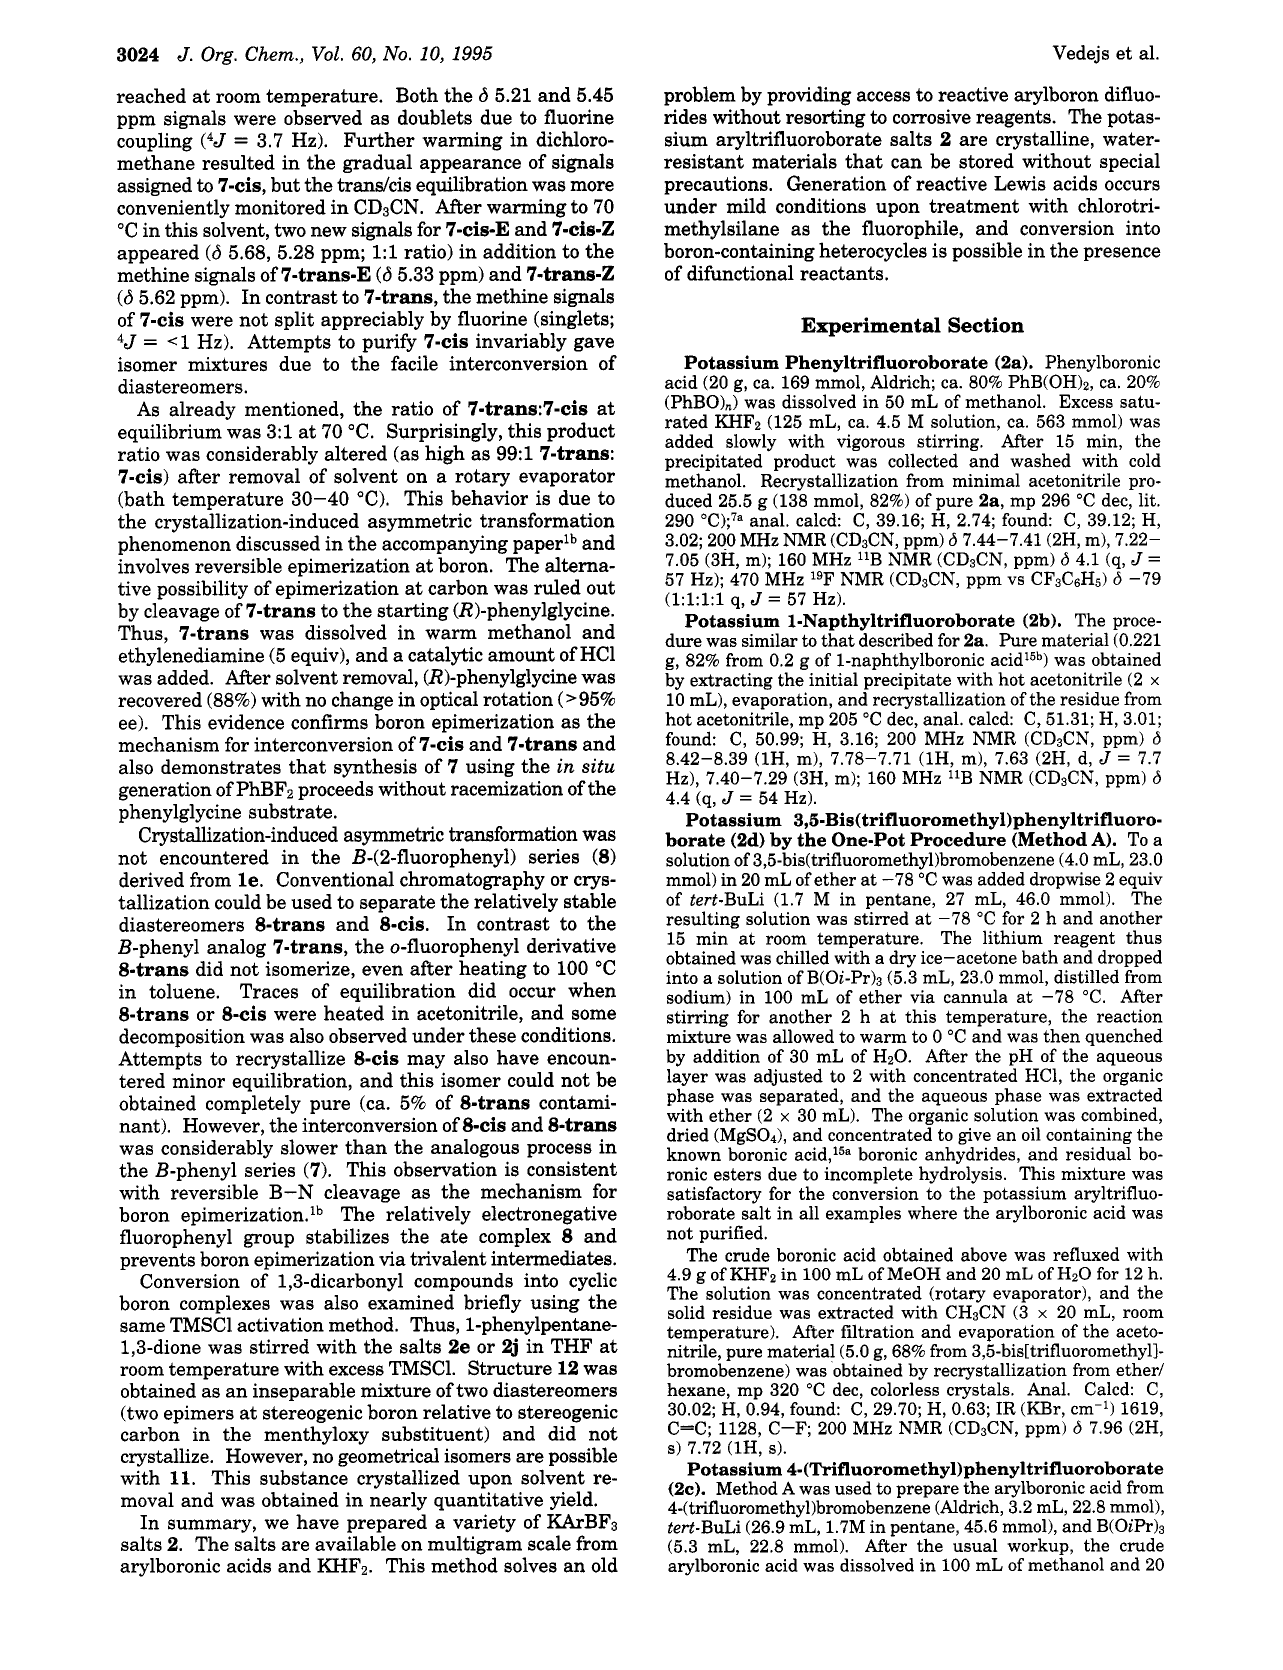 3024 J. Org. Chem., Vol. 60, No. 10, 1995
Vedejs et al.
reached at room temperature. Both the δ 5.21 and 5.45
ppm signals were observed as doublets due to fluorine
coupling (⁴J = 3.7 Hz). Further warming in dichloro-
methane resulted in the gradual appearance of signals
assigned to 7-cis, but the trans/cis equilibration was more
conveniently monitored in CD₃CN. After warming to 70
°C in this solvent, two new signals for 7-cis-E and 7-cis-Z
appeared (δ 5.68, 5.28 ppm; 1:1 ratio) in addition to the
methine signals of 7-trans-E (δ 5.33 ppm) and 7-trans-Z
(δ 5.62 ppm). In contrast to 7-trans, the methine signals
of 7-cis were not split appreciably by fluorine (singlets;
⁴J = <1 Hz). Attempts to purify 7-cis invariably gave
isomer mixtures due to the facile interconversion of
diastereomers.
As already mentioned, the ratio of 7-trans:7-cis at
equilibrium was 3:1 at 70 °C. Surprisingly, this product
ratio was considerably altered (as high as 99:1 7-trans:
7-cis) after removal of solvent on a rotary evaporator
(bath temperature 30–40 °C). This behavior is due to
the crystallization-induced asymmetric transformation
phenomenon discussed in the accompanying paper¹ᵇ and
involves reversible epimerization at boron. The alterna-
tive possibility of epimerization at carbon was ruled out
by cleavage of 7-trans to the starting (R)-phenylglycine.
Thus, 7-trans was dissolved in warm methanol and
ethylenediamine (5 equiv), and a catalytic amount of HCl
was added. After solvent removal, (R)-phenylglycine was
recovered (88%) with no change in optical rotation (>95%
ee). This evidence confirms boron epimerization as the
mechanism for interconversion of 7-cis and 7-trans and
also demonstrates that synthesis of 7 using the in situ
generation of PhBF₂ proceeds without racemization of the
phenylglycine substrate.
Crystallization-induced asymmetric transformation was
not encountered in the B-(2-fluorophenyl) series (8)
derived from 1e. Conventional chromatography or crys-
tallization could be used to separate the relatively stable
diastereomers 8-trans and 8-cis. In contrast to the
B-phenyl analog 7-trans, the o-fluorophenyl derivative
8-trans did not isomerize, even after heating to 100 °C
in toluene. Traces of equilibration did occur when
8-trans or 8-cis were heated in acetonitrile, and some
decomposition was also observed under these conditions.
Attempts to recrystallize 8-cis may also have encoun-
tered minor equilibration, and this isomer could not be
obtained completely pure (ca. 5% of 8-trans contami-
nant). However, the interconversion of 8-cis and 8-trans
was considerably slower than the analogous process in
the B-phenyl series (7). This observation is consistent
with reversible B–N cleavage as the mechanism for
boron epimerization.¹ᵇ The relatively electronegative
fluorophenyl group stabilizes the ate complex 8 and
prevents boron epimerization via trivalent intermediates.
Conversion of 1,3-dicarbonyl compounds into cyclic
boron complexes was also examined briefly using the
same TMSCl activation method. Thus, 1-phenylpentane-
1,3-dione was stirred with the salts 2e or 2j in THF at
room temperature with excess TMSCl. Structure 12 was
obtained as an inseparable mixture of two diastereomers
(two epimers at stereogenic boron relative to stereogenic
carbon in the menthyloxy substituent) and did not
crystallize. However, no geometrical isomers are possible
with 11. This substance crystallized upon solvent re-
moval and was obtained in nearly quantitative yield.
In summary, we have prepared a variety of KArBF₃
salts 2. The salts are available on multigram scale from
arylboronic acids and KHF₂. This method solves an old
problem by providing access to reactive arylboron difluo-
rides without resorting to corrosive reagents. The potas-
sium aryltrifluoroborate salts 2 are crystalline, water-
resistant materials that can be stored without special
precautions. Generation of reactive Lewis acids occurs
under mild conditions upon treatment with chlorotri-
methylsilane as the fluorophile, and conversion into
boron-containing heterocycles is possible in the presence
of difunctional reactants.
Experimental Section
Potassium Phenyltrifluoroborate (2a). Phenylboronic
acid (20 g, ca. 169 mmol, Aldrich; ca. 80% PhB(OH)₂, ca. 20%
(PhBO)ₙ) was dissolved in 50 mL of methanol. Excess satu-
rated KHF₂ (125 mL, ca. 4.5 M solution, ca. 563 mmol) was
added slowly with vigorous stirring. After 15 min, the
precipitated product was collected and washed with cold
methanol. Recrystallization from minimal acetonitrile pro-
duced 25.5 g (138 mmol, 82%) of pure 2a, mp 296 °C dec, lit.
290 °C);⁷ᵃ anal. calcd: C, 39.16; H, 2.74; found: C, 39.12; H,
3.02; 200 MHz NMR (CD₃CN, ppm) δ 7.44–7.41 (2H, m), 7.22–
7.05 (3H, m); 160 MHz ¹¹B NMR (CD₃CN, ppm) δ 4.1 (q, J =
57 Hz); 470 MHz ¹⁹F NMR (CD₃CN, ppm vs CF₃C₆H₅) δ −79
(1:1:1:1 q, J = 57 Hz).
Potassium 1-Napthyltrifluoroborate (2b). The proce-
dure was similar to that described for 2a. Pure material (0.221
g, 82% from 0.2 g of 1-naphthylboronic acid¹⁵ᵇ) was obtained
by extracting the initial precipitate with hot acetonitrile (2 ×
10 mL), evaporation, and recrystallization of the residue from
hot acetonitrile, mp 205 °C dec, anal. calcd: C, 51.31; H, 3.01;
found: C, 50.99; H, 3.16; 200 MHz NMR (CD₃CN, ppm) δ
8.42–8.39 (1H, m), 7.78–7.71 (1H, m), 7.63 (2H, d, J = 7.7
Hz), 7.40–7.29 (3H, m); 160 MHz ¹¹B NMR (CD₃CN, ppm) δ
4.4 (q, J = 54 Hz).
Potassium 3,5-Bis(trifluoromethyl)phenyltrifluoro-
borate (2d) by the One-Pot Procedure (Method A). To a
solution of 3,5-bis(trifluoromethyl)bromobenzene (4.0 mL, 23.0
mmol) in 20 mL of ether at −78 °C was added dropwise 2 equiv
of tert-BuLi (1.7 M in pentane, 27 mL, 46.0 mmol). The
resulting solution was stirred at −78 °C for 2 h and another
15 min at room temperature. The lithium reagent thus
obtained was chilled with a dry ice–acetone bath and dropped
into a solution of B(Oi-Pr)₃ (5.3 mL, 23.0 mmol, distilled from
sodium) in 100 mL of ether via cannula at −78 °C. After
stirring for another 2 h at this temperature, the reaction
mixture was allowed to warm to 0 °C and was then quenched
by addition of 30 mL of H₂O. After the pH of the aqueous
layer was adjusted to 2 with concentrated HCl, the organic
phase was separated, and the aqueous phase was extracted
with ether (2 × 30 mL). The organic solution was combined,
dried (MgSO₄), and concentrated to give an oil containing the
known boronic acid,¹⁵ᵃ boronic anhydrides, and residual bo-
ronic esters due to incomplete hydrolysis. This mixture was
satisfactory for the conversion to the potassium aryltrifluo-
roborate salt in all examples where the arylboronic acid was
not purified.
The crude boronic acid obtained above was refluxed with
4.9 g of KHF₂ in 100 mL of MeOH and 20 mL of H₂O for 12 h.
The solution was concentrated (rotary evaporator), and the
solid residue was extracted with CH₃CN (3 × 20 mL, room
temperature). After filtration and evaporation of the aceto-
nitrile, pure material (5.0 g, 68% from 3,5-bis[trifluoromethyl]-
bromobenzene) was obtained by recrystallization from ether/
hexane, mp 320 °C dec, colorless crystals. Anal. Calcd: C,
30.02; H, 0.94, found: C, 29.70; H, 0.63; IR (KBr, cm⁻¹) 1619,
C=C; 1128, C–F; 200 MHz NMR (CD₃CN, ppm) δ 7.96 (2H,
s) 7.72 (1H, s).
Potassium 4-(Trifluoromethyl)phenyltrifluoroborate
(2c). Method A was used to prepare the arylboronic acid from
4-(trifluoromethyl)bromobenzene (Aldrich, 3.2 mL, 22.8 mmol),
tert-BuLi (26.9 mL, 1.7M in pentane, 45.6 mmol), and B(OiPr)₃
(5.3 mL, 22.8 mmol). After the usual workup, the crude
arylboronic acid was dissolved in 100 mL of methanol and 20